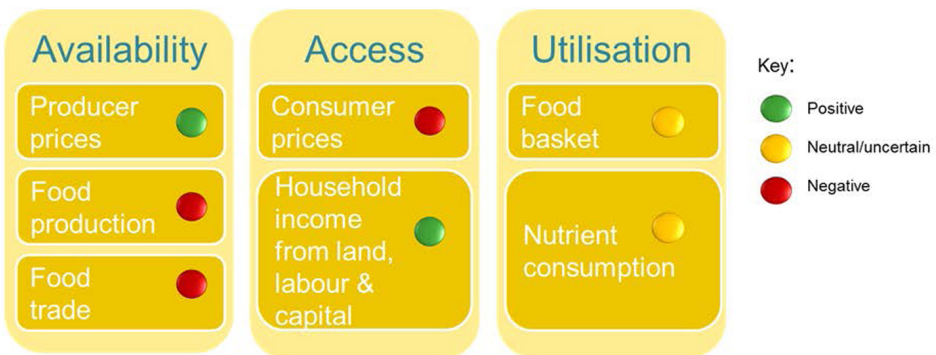 Availability
Producer
prices
Food
production
Food
trade
Access
Consumer
prices
Household
income
from land,
labour &
capital
Utilisation
Food
basket
Nutrient
consumption
Key:
Positive
Neutral/uncertain
Negative